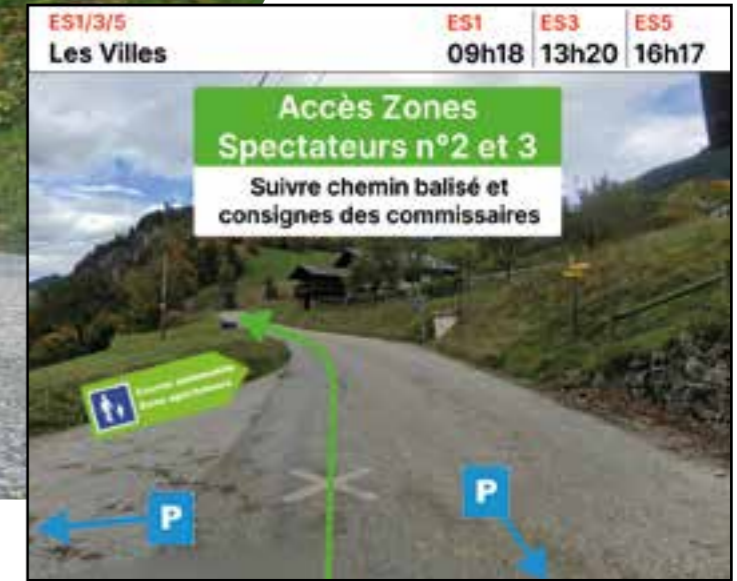 ES1/3/5
Les Villes
ES1 ES3 ES5
09h18 13h20 16h17
Accès Zones
Spectateurs n°2 et 3
Suivre chemin balisé et
consignes des commissaires
P
P